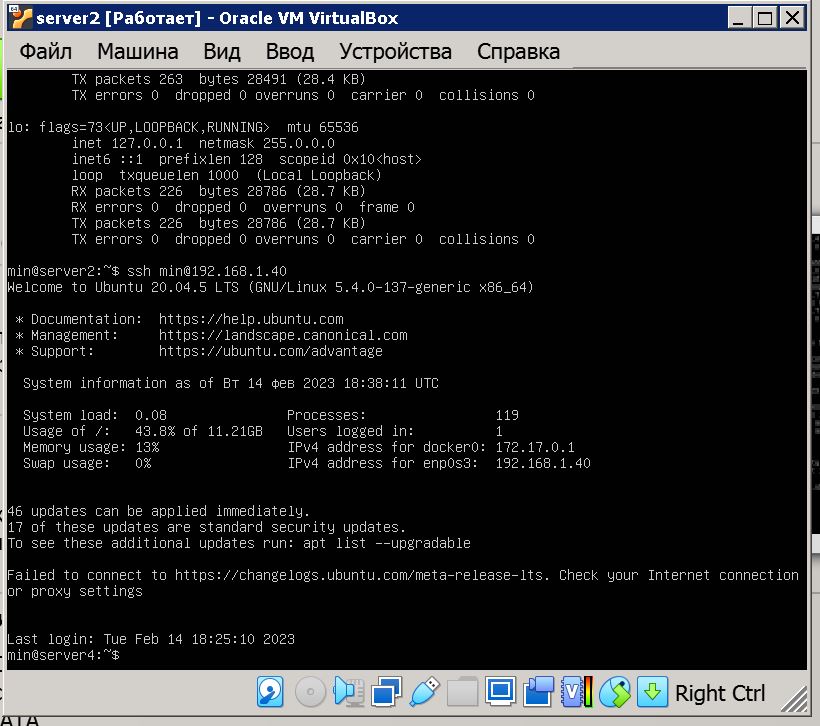 server2 [Работает] - Oracle VM VirtualBox
Файл Машина Вид Ввод Устройства Справка
TX packets 263 bytes 28491 (28.4 KB)
TX errors 0 dropped 0 overruns 0 carrier 0 collisions 0
lo: flags=73<UP,LOOPBACK,RUNNING> mtu 65536
inet 127.0.0.1 netmask 255.0.0.0
inet6 ::1 prefixlen 128 scopeid 0x10<host>
loop txqueuelen 1000 (Local Loopback)
RX packets 226 bytes 28786 (28.7 KB)
RX errors 0 dropped 0 overruns 0 frame 0
TX packets 226 bytes 28786 (28.7 KB)
TX errors 0 dropped 0 overruns 0 carrier 0 collisions 0
min@server2:~$ ssh min@192.168.1.40
Welcome to Ubuntu 20.04.5 LTS (GNU/Linux 5.4.0-137-generic x86_64)
* Documentation: https://help.ubuntu.com
* Management: https://landscape.canonical.com
* Support: https://ubuntu.com/advantage
System information as of Вт 14 фев 2023 18:38:11 UTC
System load: 0.08 Processes: 119
Usage of /: 43.8% of 11.21GB Users logged in: 1
Memory usage: 13% IPv4 address for docker0: 172.17.0.1
Swap usage: 0% IPv4 address for enp0s3: 192.168.1.40
46 updates can be applied immediately.
17 of these updates are standard security updates.
To see these additional updates run: apt list --upgradable
Failed to connect to https://changelogs.ubuntu.com/meta-release-lts. Check your Internet connection
or proxy settings
Last login: Tue Feb 14 18:25:10 2023
min@server4:~$
Right Ctrl